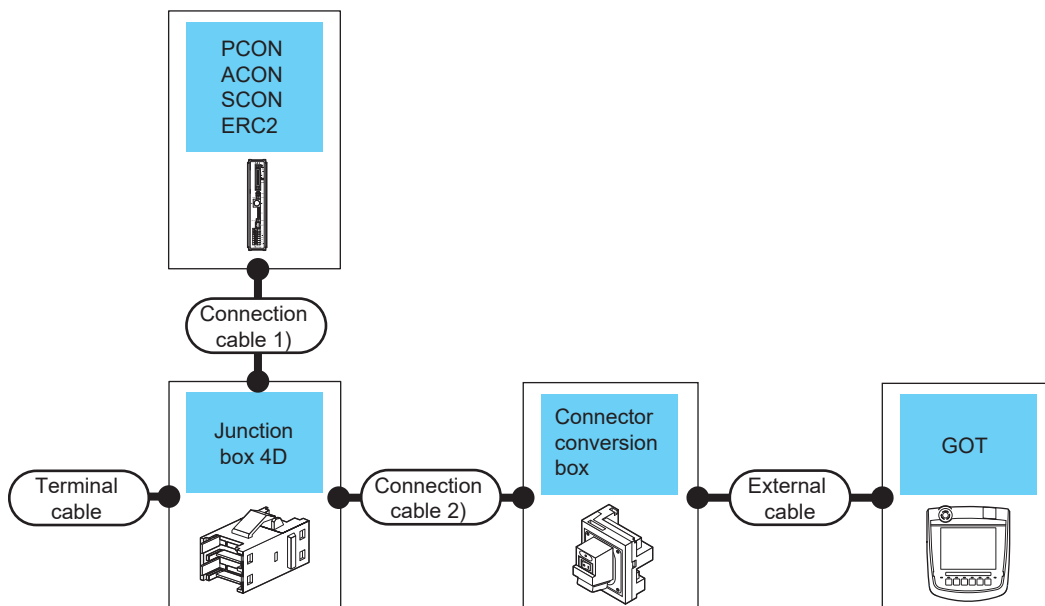 PCON
ACON
SCON
ERC2
Connection
cable 1)
Junction
box 4D
Connector
conversion
box
GOT
Terminal
cable
Connection
cable 2)
External
cable